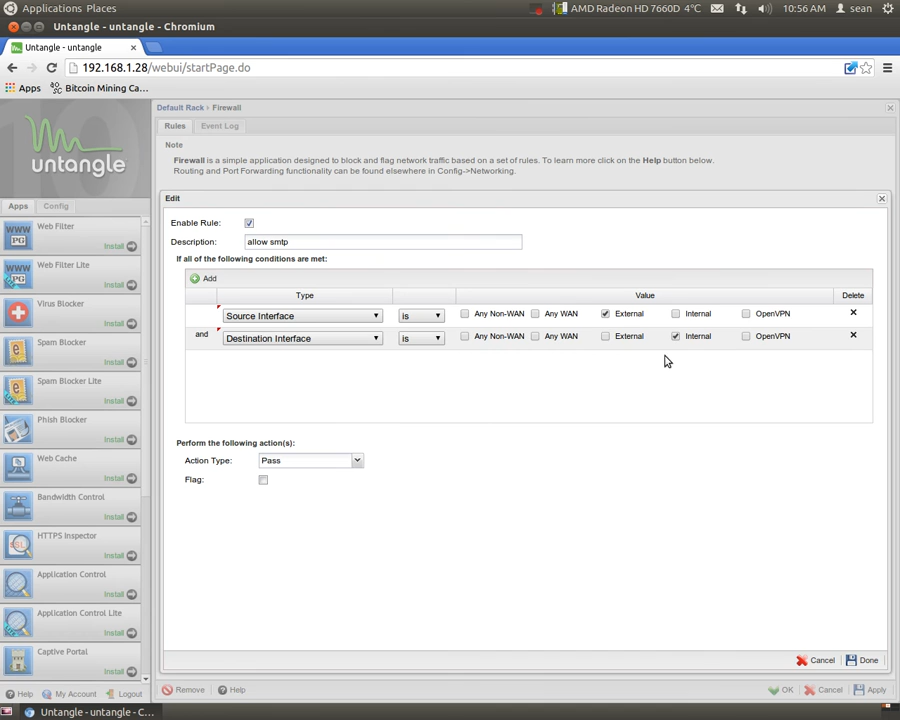 Applications Places
AMD Radeon HD 7660D 4°C
10:56 AM
sean
Untangle - untangle - Chromium
Untangle - untangle
192.168.1.28/webui/startPage.do
Apps
Bitcoin Mining Ca...
10
untangle
Apps
Config
Web Filter
Install
Web Filter Lite
Install
Virus Blocker
Install
Spam Blocker
Install
Spam Blocker Lite
Install
Phish Blocker
Install
Web Cache
Install
Bandwidth Control
Install
HTTPS Inspector
Install
Application Control
Install
Application Control Lite
Install
Captive Portal
Install
Help
My Account
Logout
Default Rack › Firewall
Rules
Event Log
Note
Firewall is a simple application designed to block and flag network traffic based on a set of rules. To learn more click on the Help button below.
Routing and Port Forwarding functionality can be found elsewhere in Config->Networking.
Edit
Enable Rule:
Description: allow smtp
If all of the following conditions are met:
Add
Type Value Delete
Source Interface is Any Non-WAN Any WAN External Internal OpenVPN
and Destination Interface is Any Non-WAN Any WAN External Internal OpenVPN
Perform the following action(s):
Action Type: Pass
Flag:
Cancel Done
Remove Help OK Cancel Apply
Untangle - untangle - C...